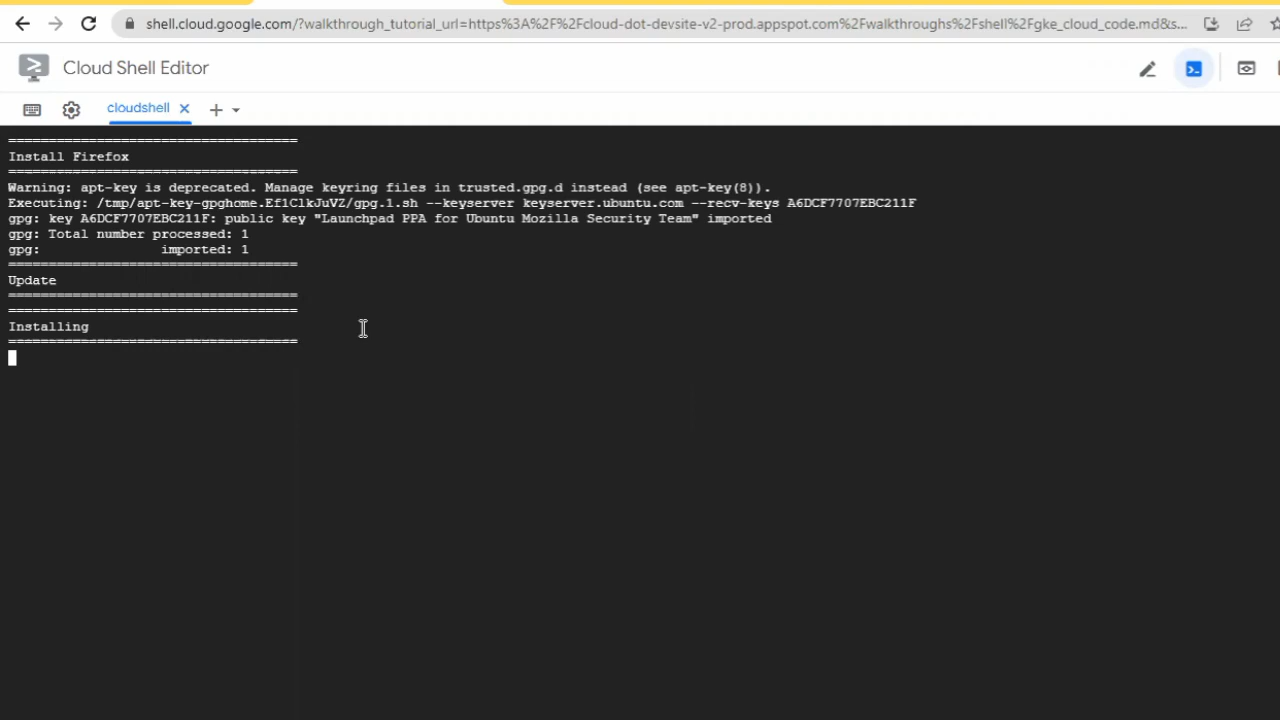 shell.cloud.google.com/?walkthrough_tutorial_url=https%3A%2F%2Fcloud-dot-devsite-v2-prod.appspot.com%2Fwalkthroughs%2Fshell%2Fgke_cloud_code.md&s...
Cloud Shell Editor
cloudshell
====================================
Install Firefox
====================================
Warning: apt-key is deprecated. Manage keyring files in trusted.gpg.d instead (see apt-key(8)).
Executing: /tmp/apt-key-gpghome.Ef1ClkJuVZ/gpg.1.sh --keyserver keyserver.ubuntu.com --recv-keys A6DCF7707EBC211F
gpg: key A6DCF7707EBC211F: public key "Launchpad PPA for Ubuntu Mozilla Security Team" imported
gpg: Total number processed: 1
gpg:               imported: 1
====================================
Update
====================================
====================================
Installing
====================================